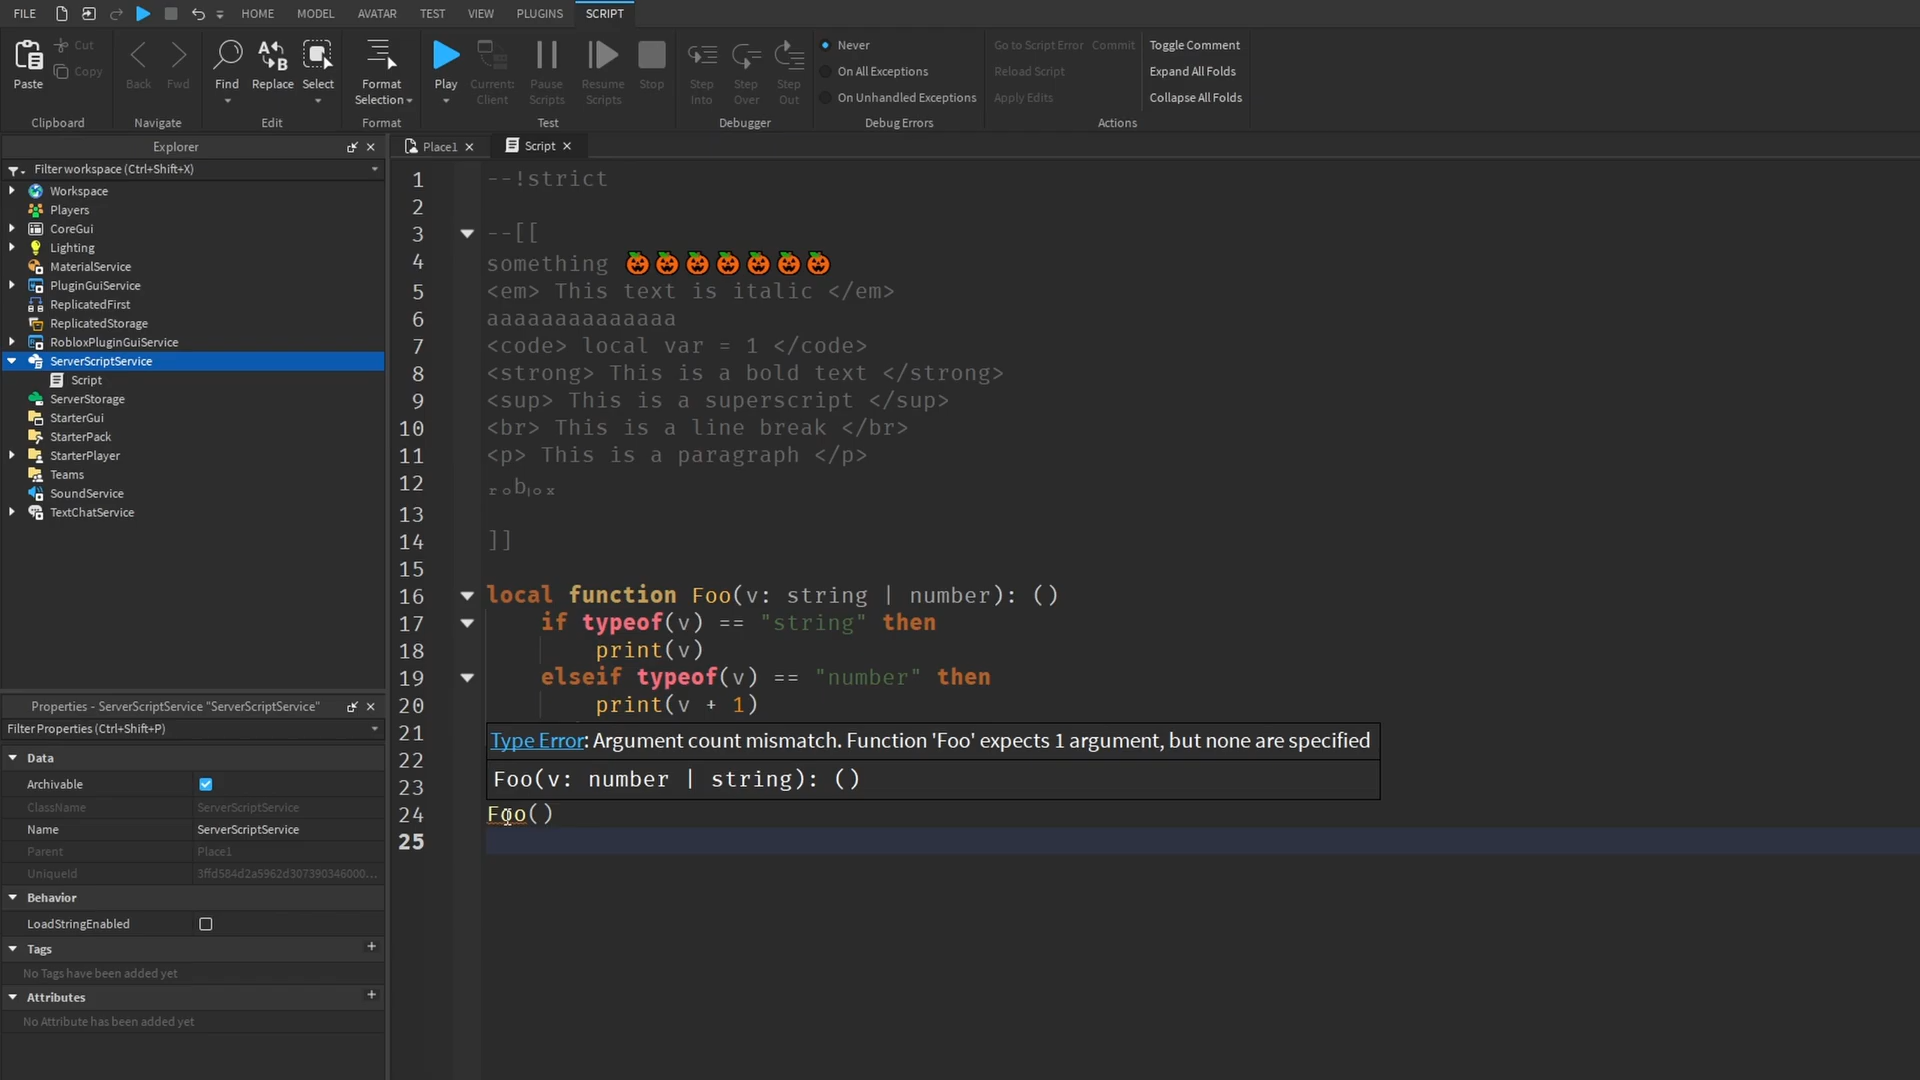 FILE HOME MODEL AVATAR TEST VIEW PLUGINS SCRIPT
Paste Cut Copy
Clipboard
Back Fwd
Navigate
Find Replace Select
Edit
Format Selection
Format
Play Current: Client Pause Scripts Resume Scripts Stop
Test
Step Into Step Over Step Out
Debugger
Never
On All Exceptions
On Unhandled Exceptions
Debug Errors
Go to Script Error Commit Toggle Comment
Reload Script Expand All Folds
Apply Edits Collapse All Folds
Actions
Explorer
Filter workspace (Ctrl+Shift+X)
Workspace
Players
CoreGui
Lighting
MaterialService
PluginGuiService
ReplicatedFirst
ReplicatedStorage
RobloxPluginGuiService
ServerScriptService
Script
ServerStorage
StarterGui
StarterPack
StarterPlayer
Teams
SoundService
TextChatService
Properties - ServerScriptService "ServerScriptService"
Filter Properties (Ctrl+Shift+P)
Data
Archivable
ClassName ServerScriptService
Name ServerScriptService
Parent Place1
UniqueId 3ffd584d2a5962d307390346000...
Behavior
LoadStringEnabled
Tags +
No Tags have been added yet
Attributes +
No Attribute has been added yet
Place1 Script
1 --!strict
2
3 --[[
4 something 🎃🎃🎃🎃🎃🎃🎃
5 <em> This text is italic </em>
6 aaaaaaaaaaaaaa
7 <code> local var = 1 </code>
8 <strong> This is a bold text </strong>
9 <sup> This is a superscript </sup>
10 <br> This is a line break </br>
11 <p> This is a paragraph </p>
12 ᵣₒbₗₒₓ
13
14 ]]
15
16 local function Foo(v: string | number): ()
17 if typeof(v) == "string" then
18 print(v)
19 elseif typeof(v) == "number" then
20 print(v + 1)
21
22
23
24 Foo()
25
Type Error: Argument count mismatch. Function 'Foo' expects 1 argument, but none are specified
Foo(v: number | string): ()